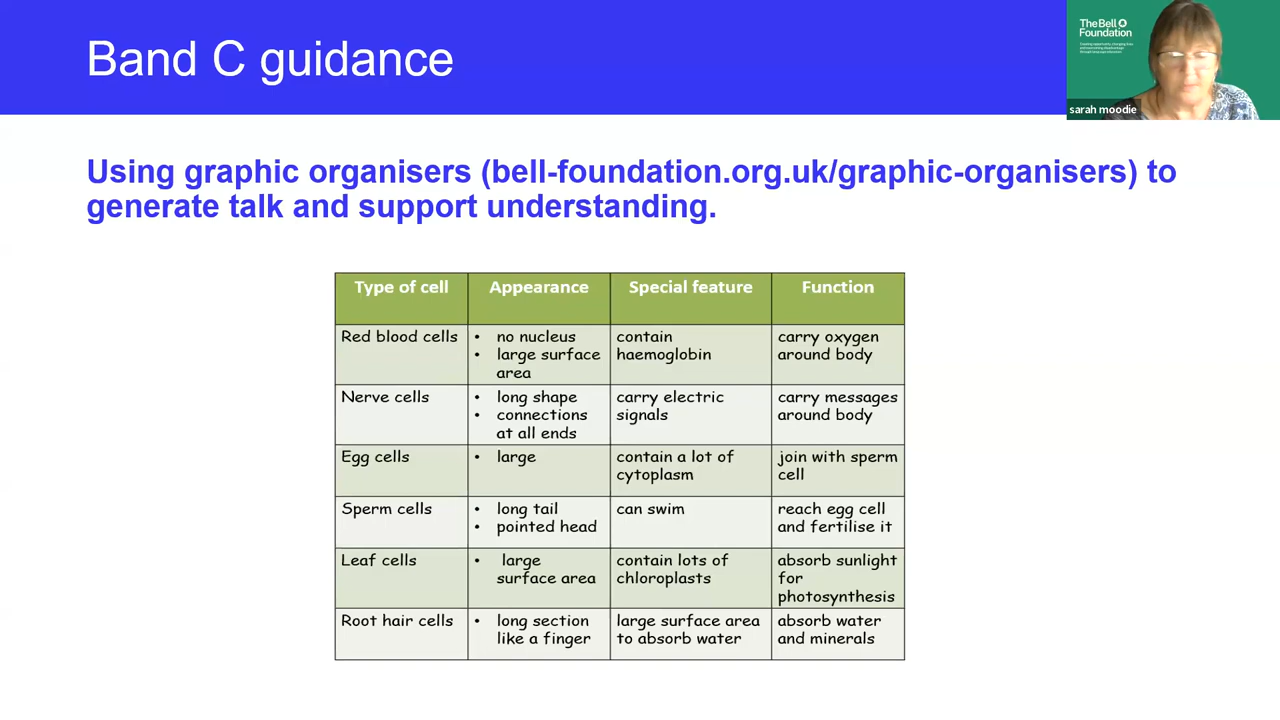 Band C guidance
The Bell
Foundation
sarah moodie
Using graphic organisers (bell-foundation.org.uk/graphic-organisers) to
generate talk and support understanding.
Type of cell Appearance Special feature Function
Red blood cells • no nucleus contain carry oxygen
• large surface haemoglobin around body
area
Nerve cells • long shape carry electric carry messages
• connections signals around body
at all ends
Egg cells • large contain a lot of join with sperm
cytoplasm cell
Sperm cells • long tail can swim reach egg cell
• pointed head and fertilise it
Leaf cells • large contain lots of absorb sunlight
surface area chloroplasts for
photosynthesis
Root hair cells • long section large surface area absorb water
like a finger to absorb water and minerals